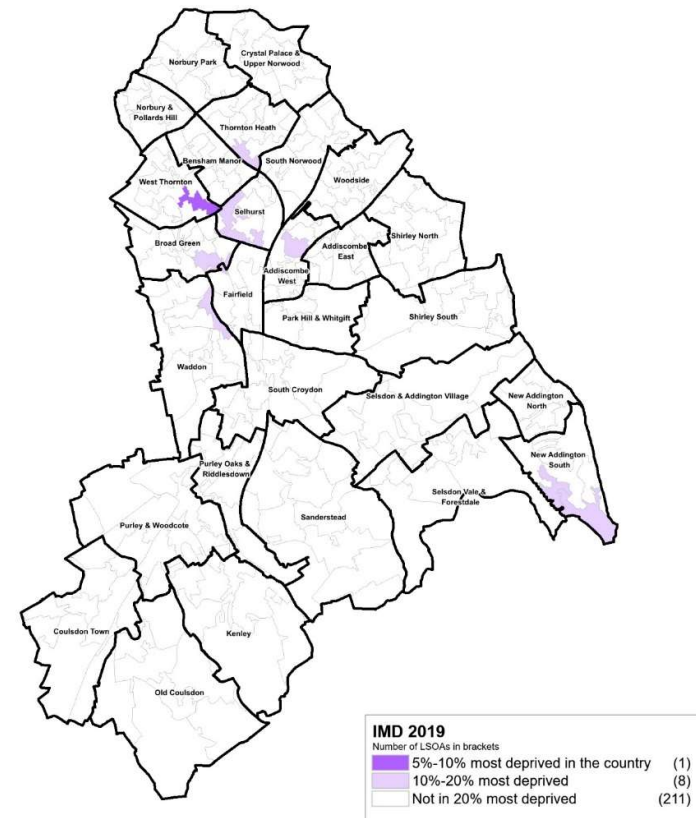 Crystal Palace &
Upper Norwood
Norbury Park
Norbury &
Pollards Hill
Thornton Heath
Bensham Manor
South Norwood
West Thornton
Woodside
Selhurst
Broad Green
Addiscombe
East
Shirley North
Addiscombe
West
Fairfield
Park Hill & Whitgift
Shirley South
Waddon
South Croydon
Selsdon & Addington Village
New Addington
North
New Addington
South
Purley Oaks &
Riddlesdown
Selsdon Vale &
Forestdale
Sanderstead
Purley & Woodcote
Coulsdon Town
Kenley
Old Coulsdon
IMD 2019
Number of LSOAs in brackets
5%-10% most deprived in the country (1)
10%-20% most deprived (8)
Not in 20% most deprived (211)